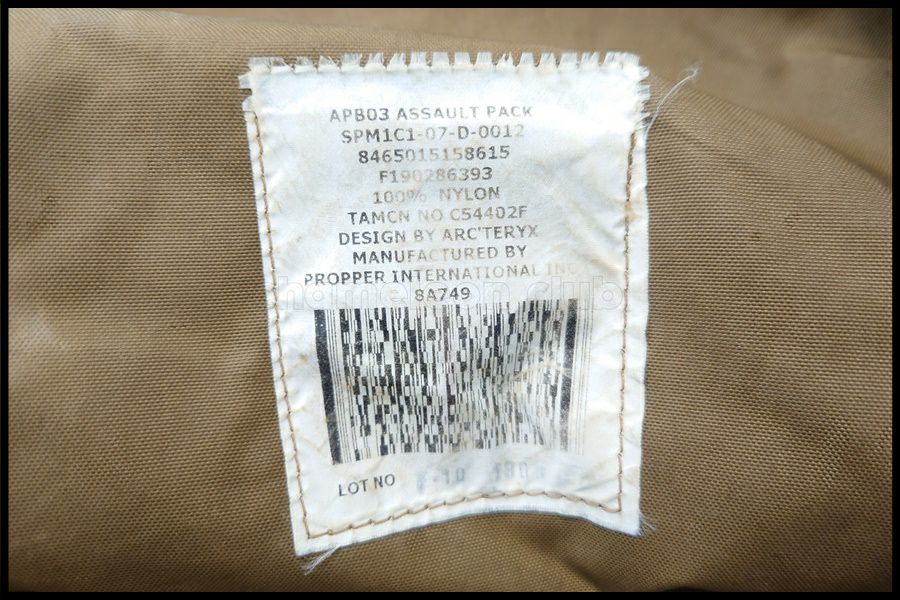 APB03 ASSAULT PACK
SPM1C1-07-D-0012
8465015158615
F190286393
100% NYLON
TAMCN NO C54402F
DESIGN BY ARC'TERYX
MANUFACTURED BY
PROPPER INTERNATIONAL INC
8A749
LOT NO